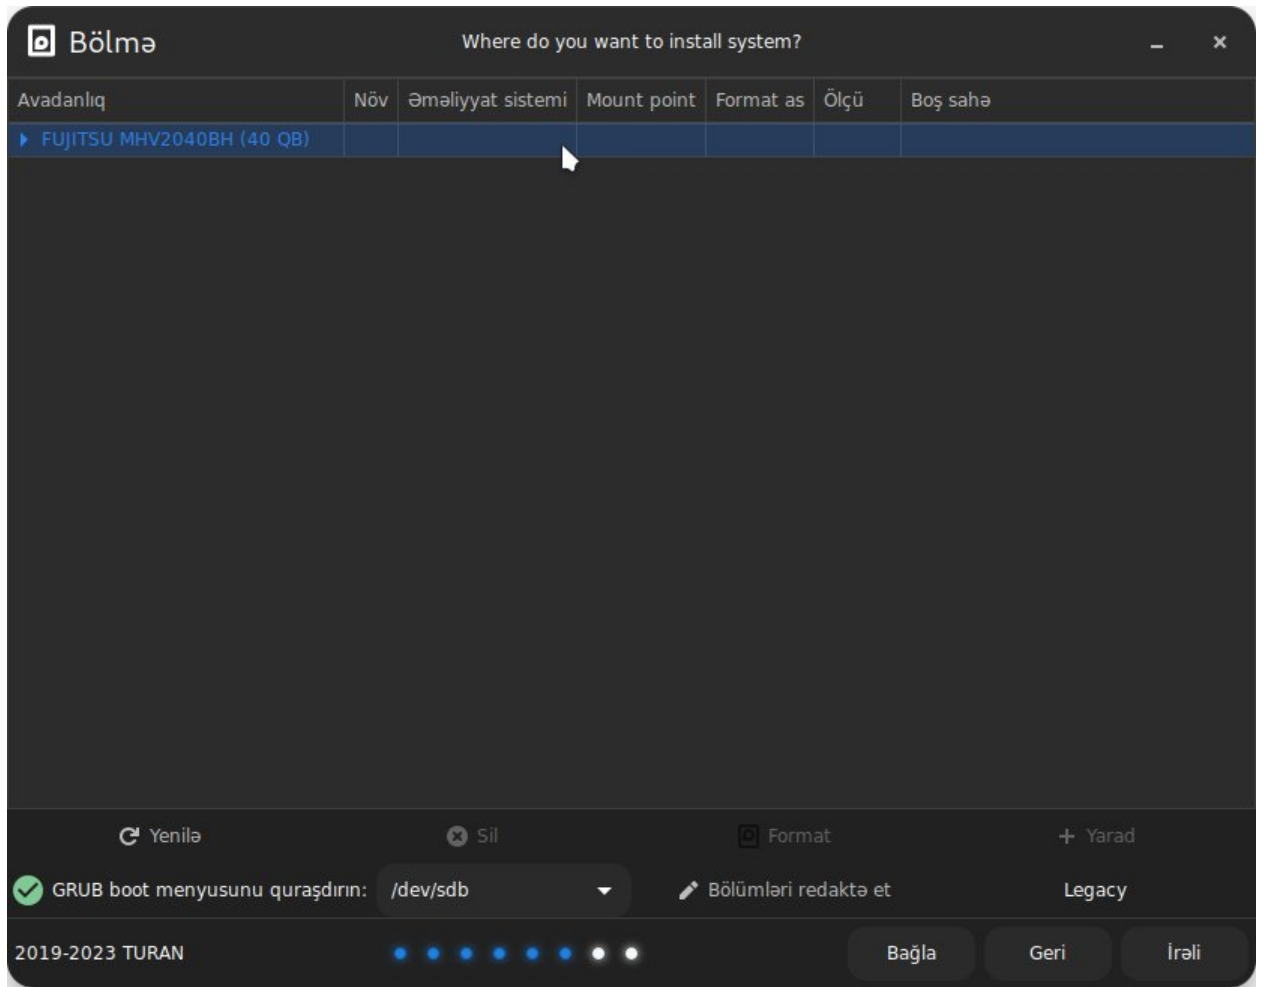 Bölmə Where do you want to install system?
Avadanlıq Növ Əməliyyat sistemi Mount point Format as Ölçü Boş sahə
FUJITSU MHV2040BH (40 QB)
Yenilə Sil Format Yarad
GRUB boot menyusunu quraşdırın: /dev/sdb Bölümləri redaktə et Legacy
2019-2023 TURAN Bağla Geri İrəli